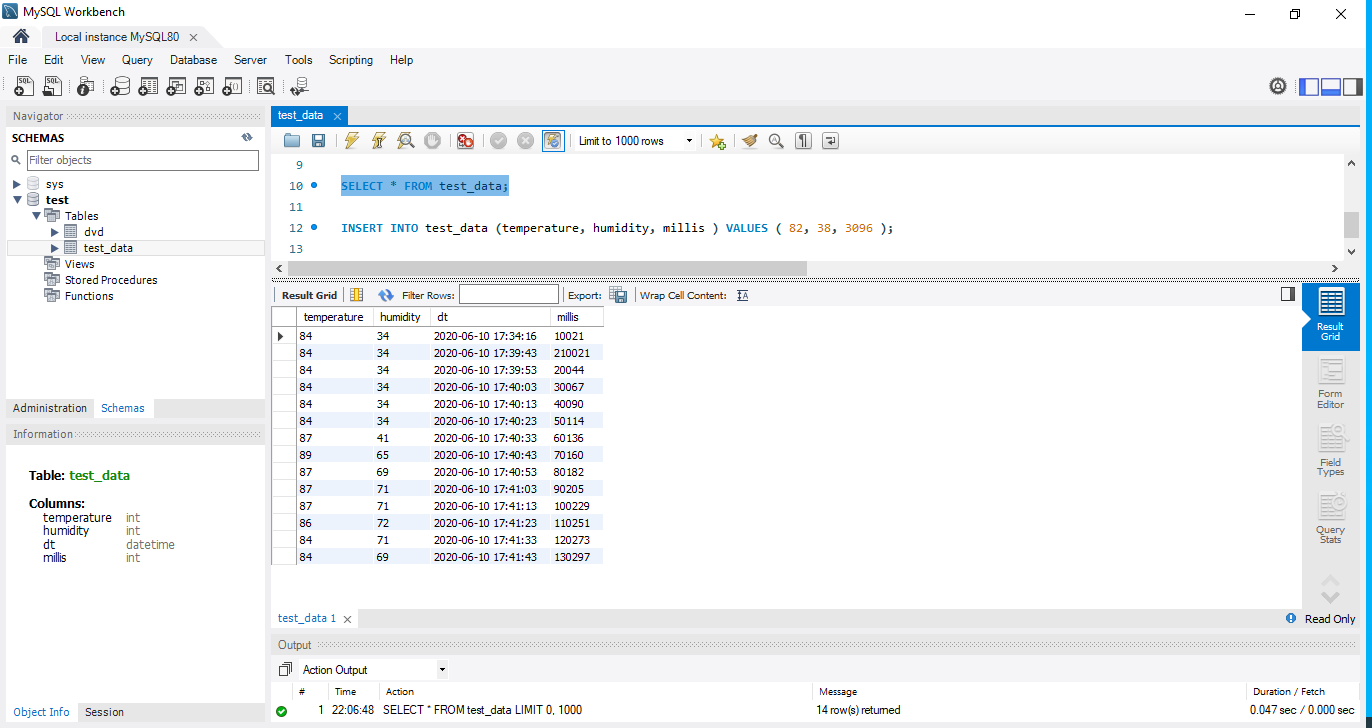 MySQL Workbench
Local instance MySQL80
File Edit View Query Database Server Tools Scripting Help
Navigator
SCHEMAS
Filter objects
sys
test
Tables
dvd
test_data
Views
Stored Procedures
Functions
Administration Schemas
Information
Table: test_data
Columns:
temperature int
humidity int
dt datetime
millis int
Object Info Session
test_data
Limit to 1000 rows
9
10 SELECT * FROM test_data;
11
12 INSERT INTO test_data (temperature, humidity, millis ) VALUES ( 82, 38, 3096 );
13
Result Grid Filter Rows: Export: Wrap Cell Content:
temperature humidity dt millis
84 34 2020-06-10 17:34:16 10021
84 34 2020-06-10 17:39:43 210021
84 34 2020-06-10 17:39:53 20044
84 34 2020-06-10 17:40:03 30067
84 34 2020-06-10 17:40:13 40090
84 34 2020-06-10 17:40:23 50114
87 41 2020-06-10 17:40:33 60136
89 65 2020-06-10 17:40:43 70160
87 69 2020-06-10 17:40:53 80182
87 71 2020-06-10 17:41:03 90205
87 71 2020-06-10 17:41:13 100229
86 72 2020-06-10 17:41:23 110251
84 71 2020-06-10 17:41:33 120273
84 69 2020-06-10 17:41:43 130297
Result
Grid
Form
Editor
Field
Types
Query
Stats
test_data 1
Read Only
Output
Action Output
# Time Action Message Duration / Fetch
1 22:06:48 SELECT * FROM test_data LIMIT 0, 1000 14 row(s) returned 0.047 sec / 0.000 sec